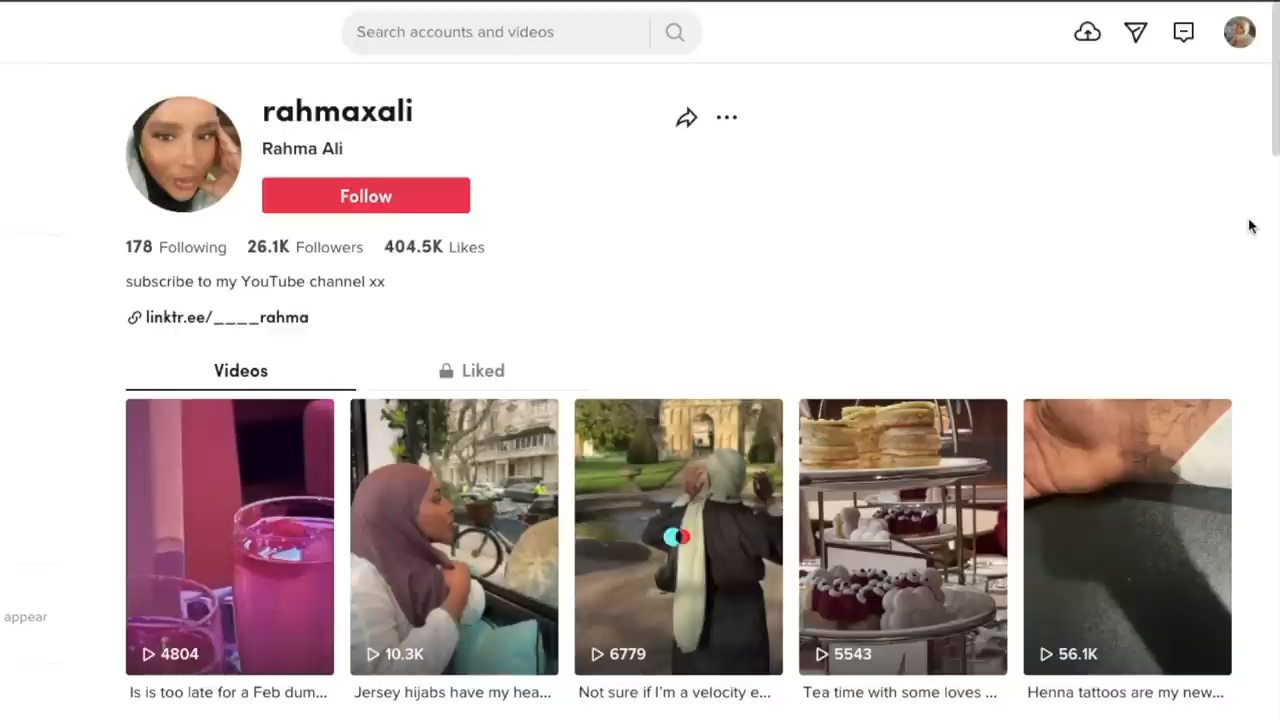 Search accounts and videos
rahmaxali
Rahma Ali
Follow
178 Following 26.1K Followers 404.5K Likes
subscribe to my YouTube channel xx
linktr.ee/____rahma
Videos Liked
4804 10.3K 6779 5543 56.1K
appear
Is is too late for a Feb dum... Jersey hijabs have my hea... Not sure if I'm a velocity e... Tea time with some loves ... Henna tattoos are my new...